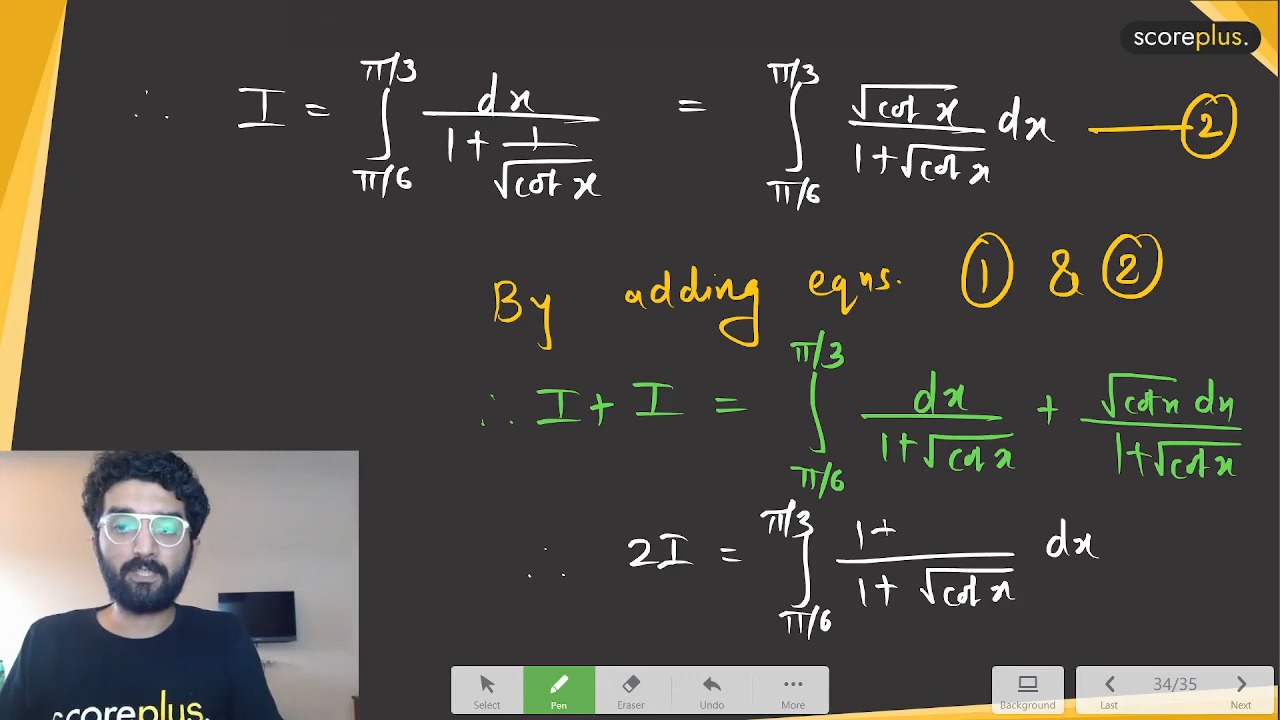 scoreplus.
∴ I = ∫ π/3 π/6 dx / (1 + 1/√cot x) = ∫ π/3 π/6 √cot x / (1 + √cot x) dx — ②
By adding eqns. ① & ②
∴ I + I = ∫ π/3 π/6 dx / (1 + √cot x) + √cot x dx / (1 + √cot x)
∴ 2I = ∫ π/3 π/6 1 + / (1 + √cot x) dx
scoreplus.
Select Pen Eraser Undo More Background Last 34/35 Next